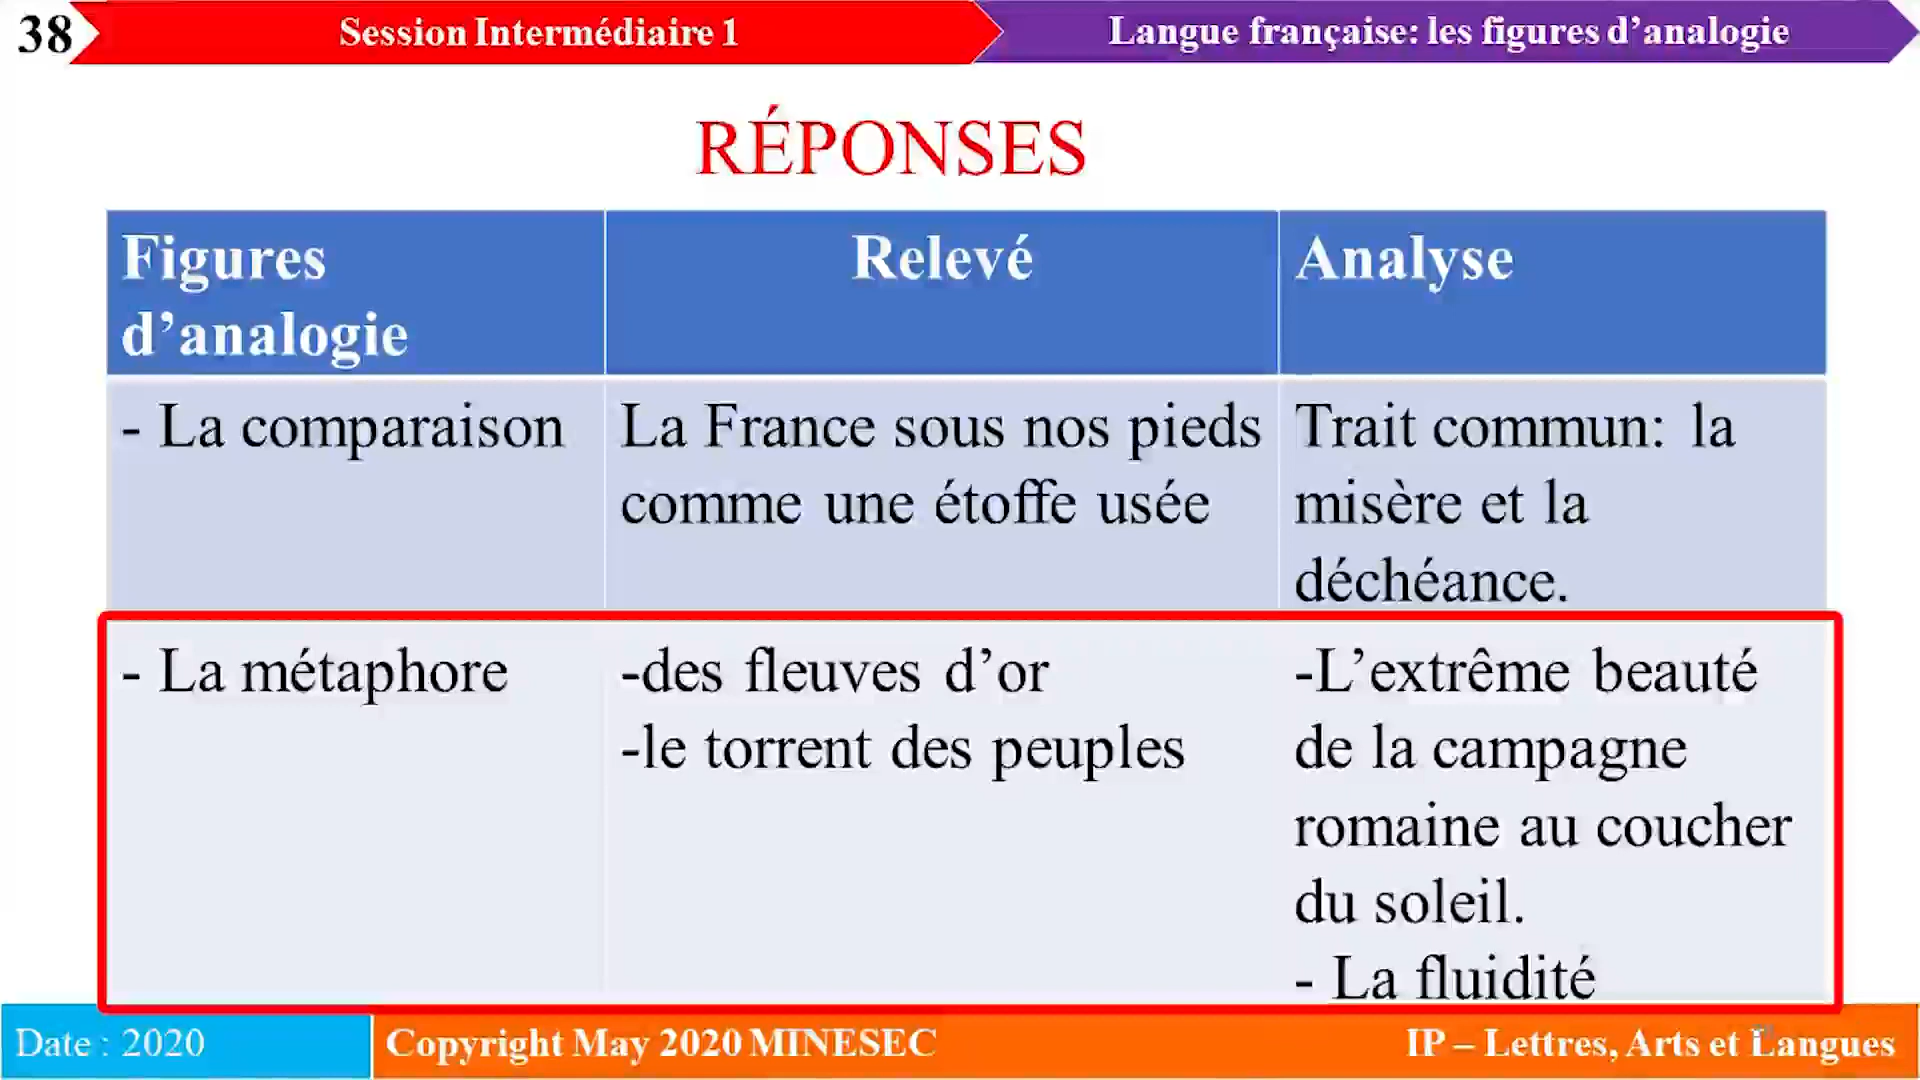 38
Session Intermédiaire 1
Langue française: les figures d’analogie
RÉPONSES
Figures
d’analogie
Relevé
Analyse
- La comparaison
La France sous nos pieds
comme une étoffe usée
Trait commun: la
misère et la
déchéance.
- La métaphore
-des fleuves d’or
-le torrent des peuples
-L’extrême beauté
de la campagne
romaine au coucher
du soleil.
- La fluidité
Date : 2020
Copyright May 2020 MINESEC
IP – Lettres, Arts et Langues